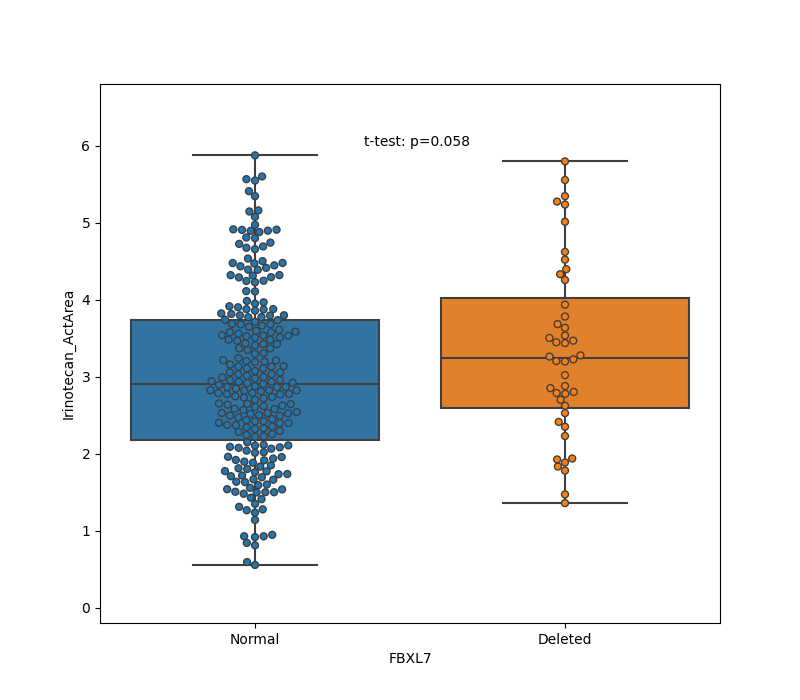 t-test: p=0.058
Irinotecan_ActArea
6
5
4
3
2
1
0
Normal
Deleted
FBXL7